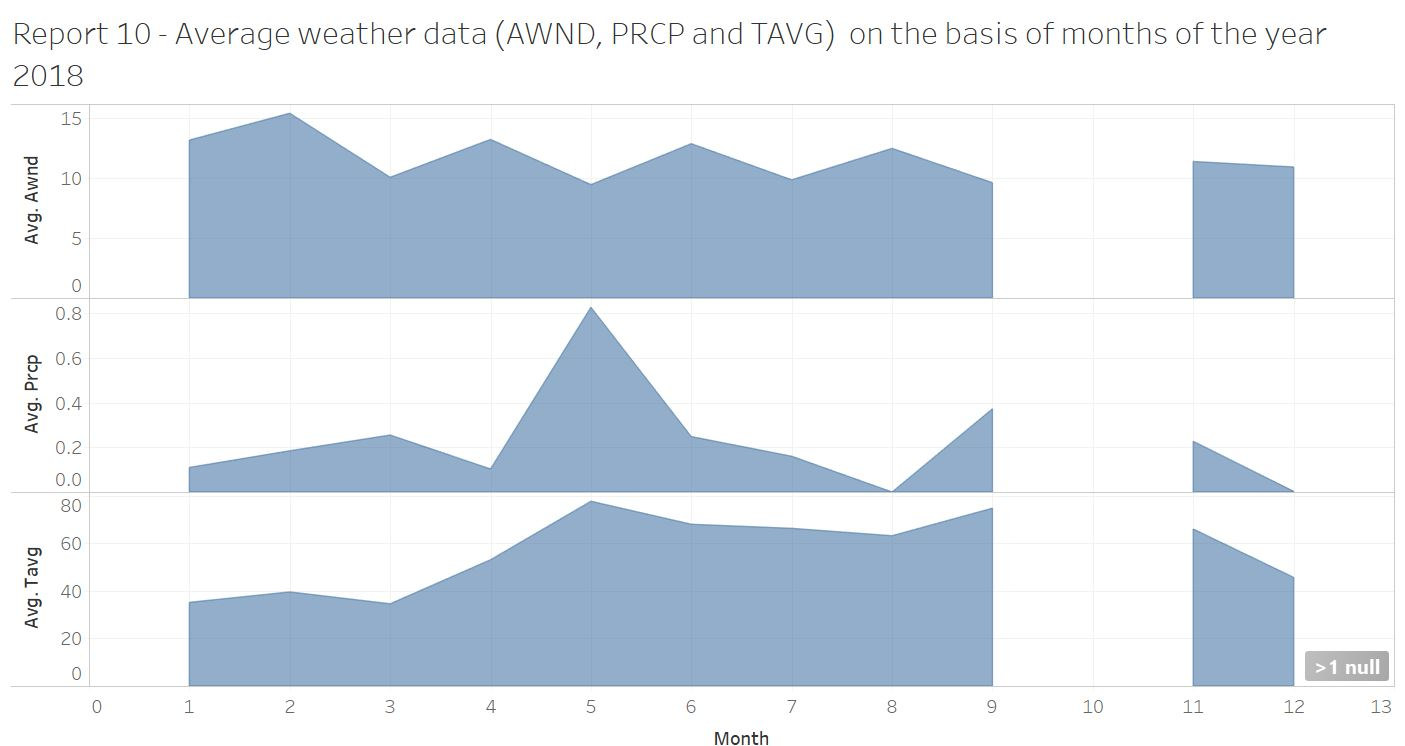 Report 10 - Average weather data (AWND, PRCP and TAVG)  on the basis of months of the year
2018
15
10
5
0
Avg. Awnd
0.8
0.6
0.4
0.2
0.0
Avg. Prcp
80
60
40
20
0
Avg. Tavg
>1 null
0 1 2 3 4 5 6 7 8 9 10 11 12 13
Month